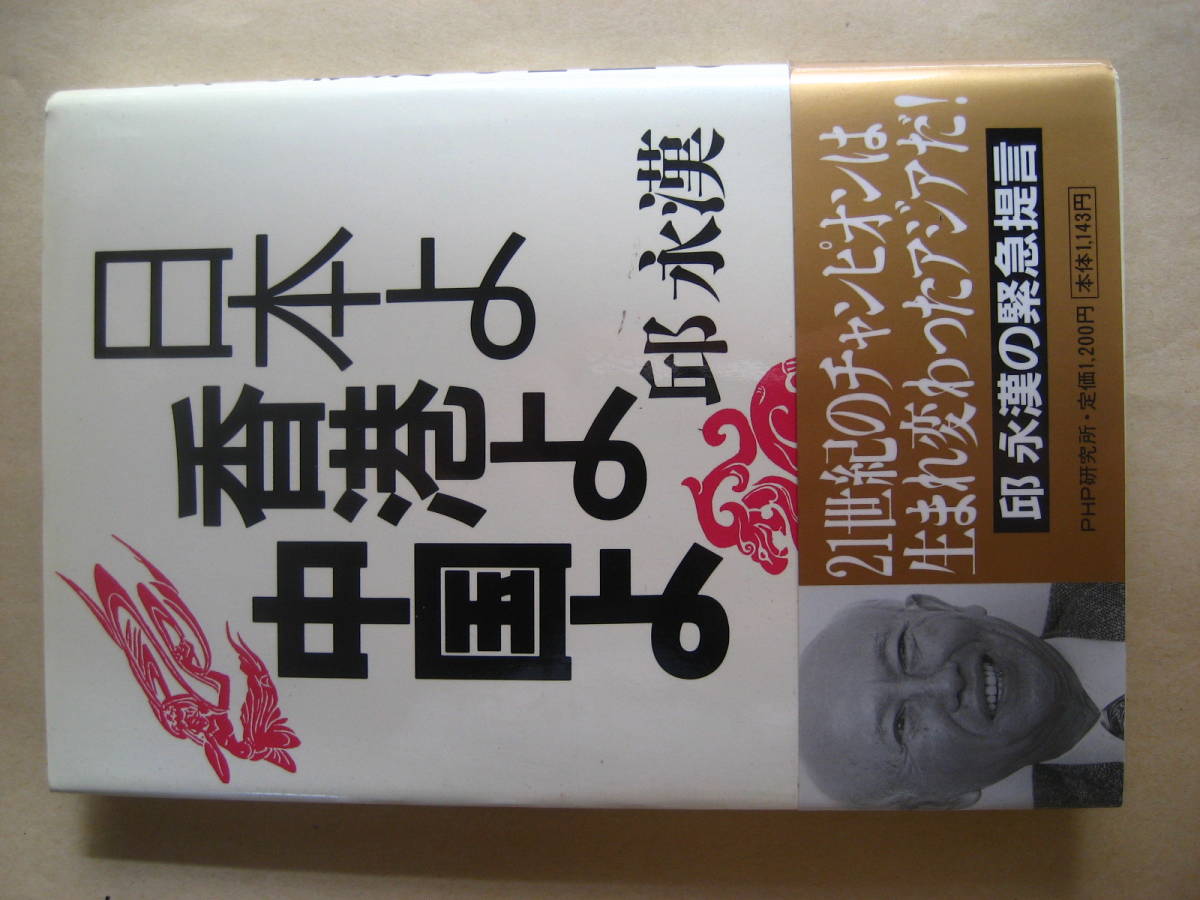 日本よ
香港よ
中国よ
邱 永漢
21世紀のチャンピオンは
生まれ変わったアジアだ!
邱 永漢の緊急提言
PHP研究所・定価1,200円 本体1,143円